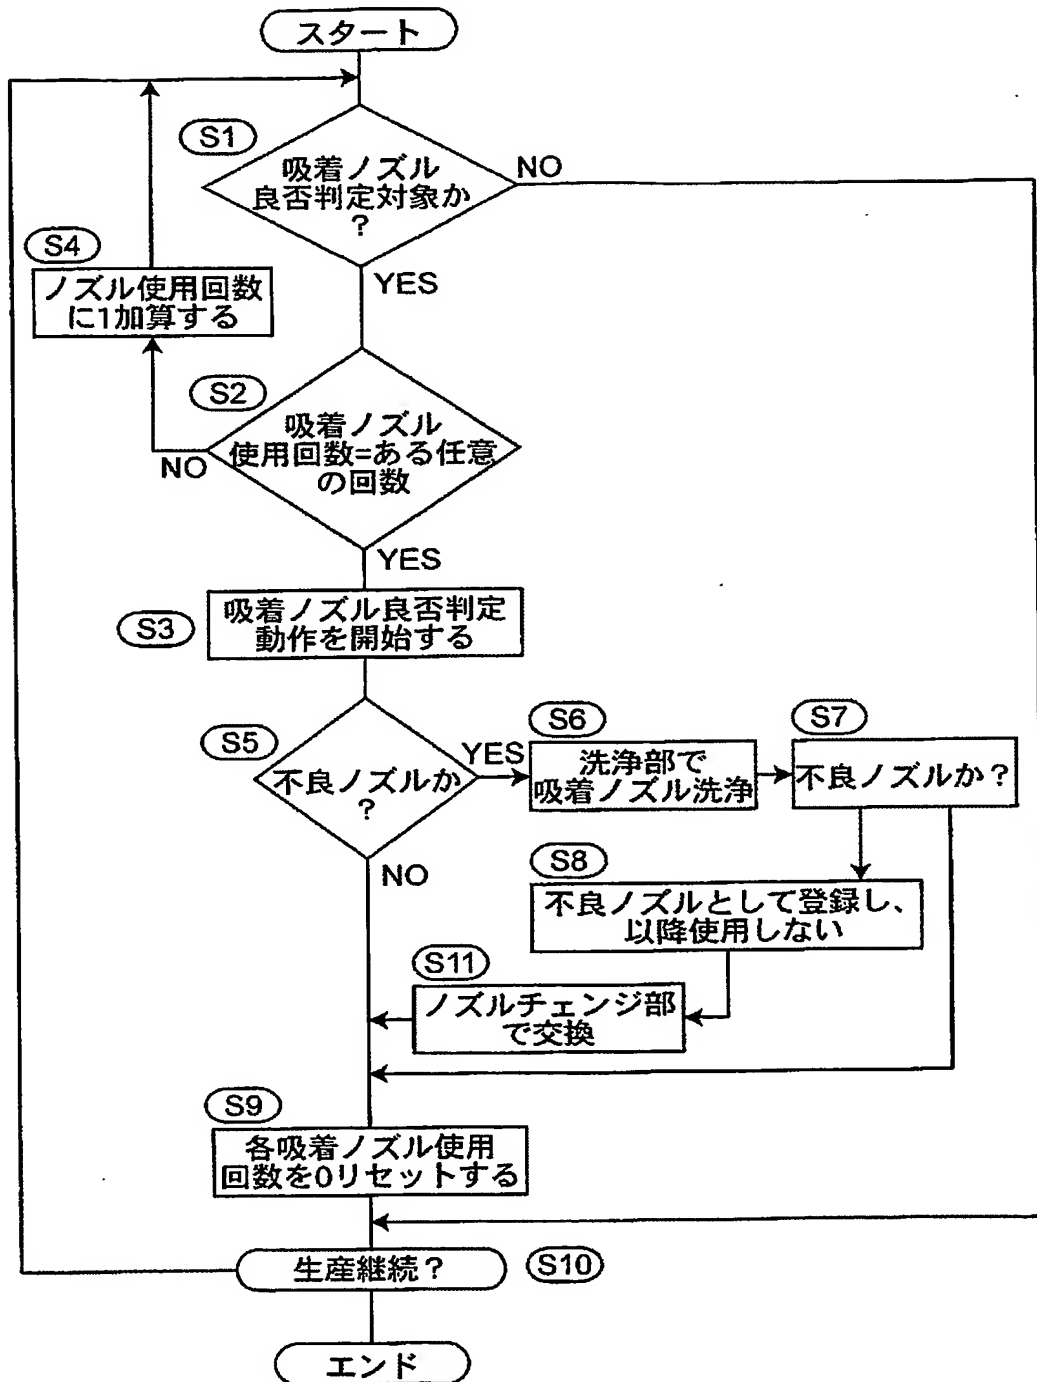 スタート
S1
吸着ノズル
良否判定対象か
?
NO
YES
S4
ノズル使用回数
に1加算する
S2
吸着ノズル
使用回数=ある任意
の回数
NO
YES
S3
吸着ノズル良否判定
動作を開始する
S5
不良ノズルか
?
YES
NO
S6
洗浄部で
吸着ノズル洗浄
S7
不良ノズルか?
S8
不良ノズルとして登録し、
以降使用しない
S11
ノズルチェンジ部
で交換
S9
各吸着ノズル使用
回数を0リセットする
生産継続?
S10
エンド